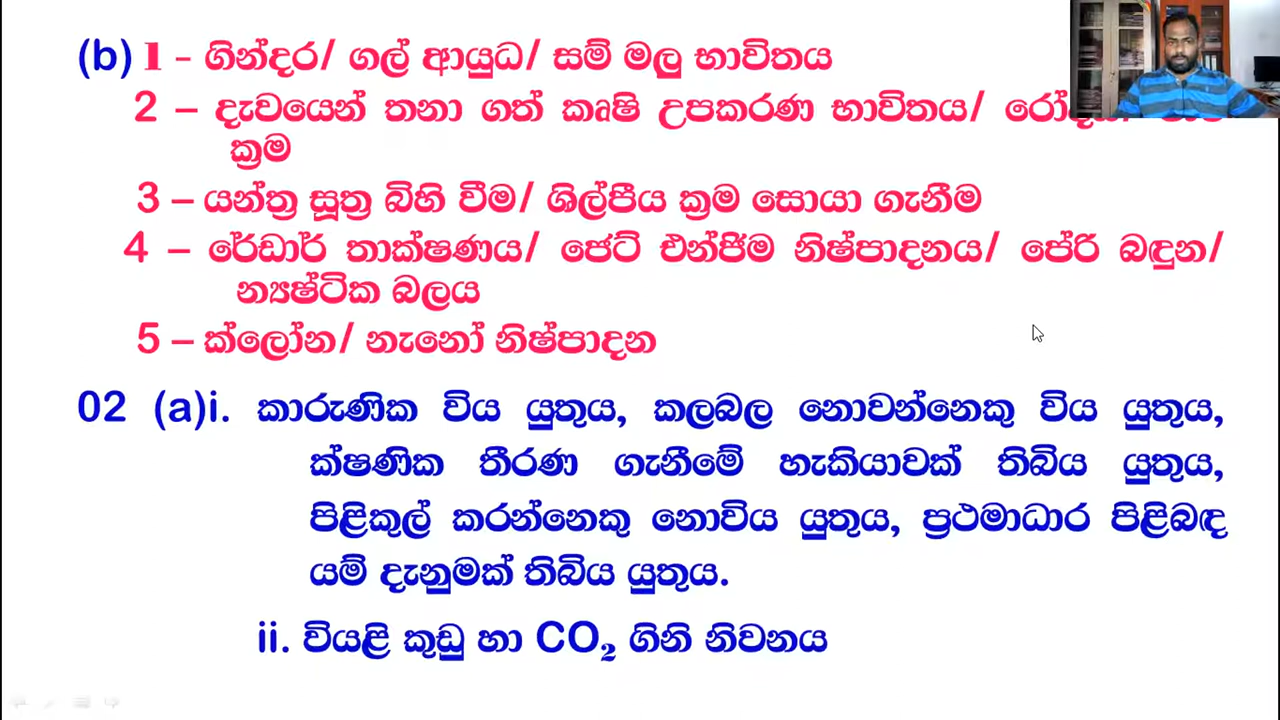 (b) 1 - ගින්දර/ ගල් ආයුධ/ සම් මලු භාවිතය
2 – දැවයෙන් තනා ගත් කෘෂි උපකරණ භාවිතය/
ක්‍රම
3 – යන්ත්‍ර සූත්‍ර බිහි වීම/ ශිල්පීය ක්‍රම සොයා ගැනීම
4 – රේඩාර් තාක්ෂණය/ ජෙට් එන්ජිම නිෂ්පාදනය/ පේරි බඳුන/
න්‍යෂ්ටික බලය
5 – ක්ලෝන/ නැනෝ නිෂ්පාදන
02 (a)i. කාරුණික විය යුතුය, කලබල නොවන්නෙකු විය යුතුය,
ක්ෂණික තීරණ ගැනීමේ හැකියාවක් තිබිය යුතුය,
පිළිකුල් කරන්නෙකු නොවිය යුතුය, ප්‍රථමාධාර පිළිබඳ
යම් දැනුමක් තිබිය යුතුය.
ii. වියළි කුඩු හා CO₂ ගිනි නිවනය